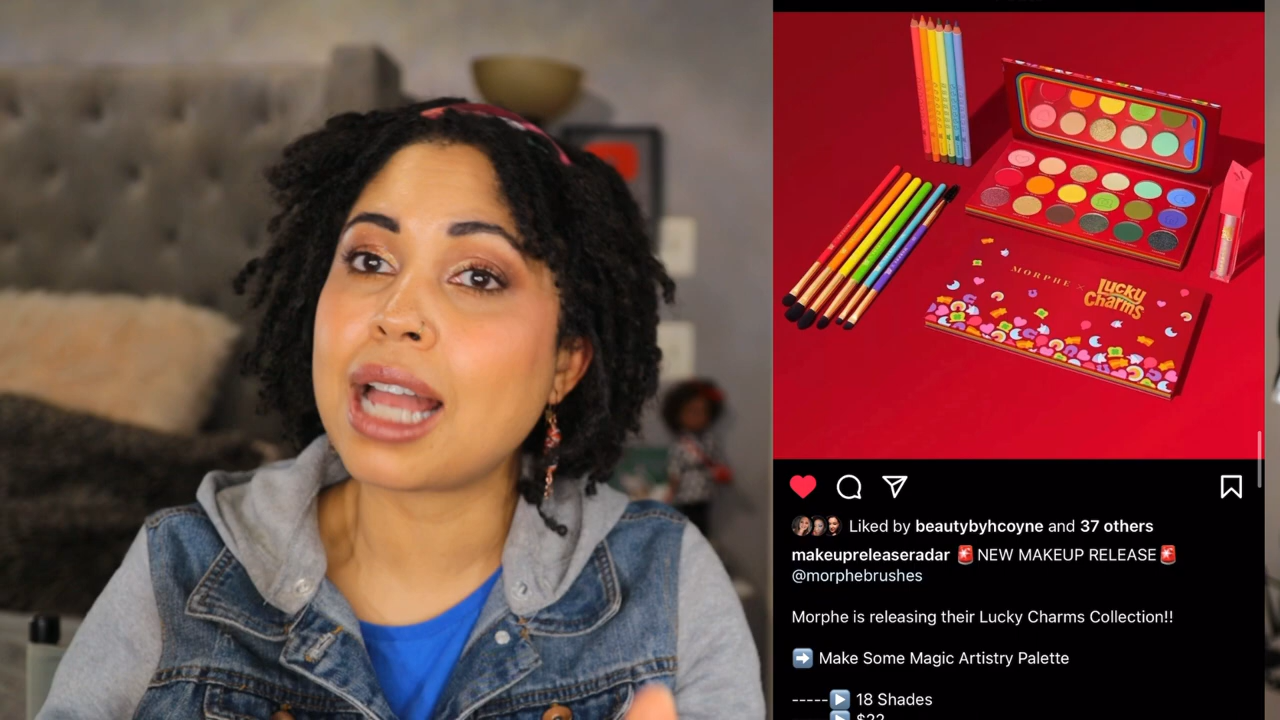 MORPHE x
Lucky
Charms
Liked by beautybyhcoyne and 37 others
makeupreleaseradar 🚨NEW MAKEUP RELEASE🚨
@morphebrushes
Morphe is releasing their Lucky Charms Collection!!
➡️ Make Some Magic Artistry Palette
-----▶️ 18 Shades
▶️ $22